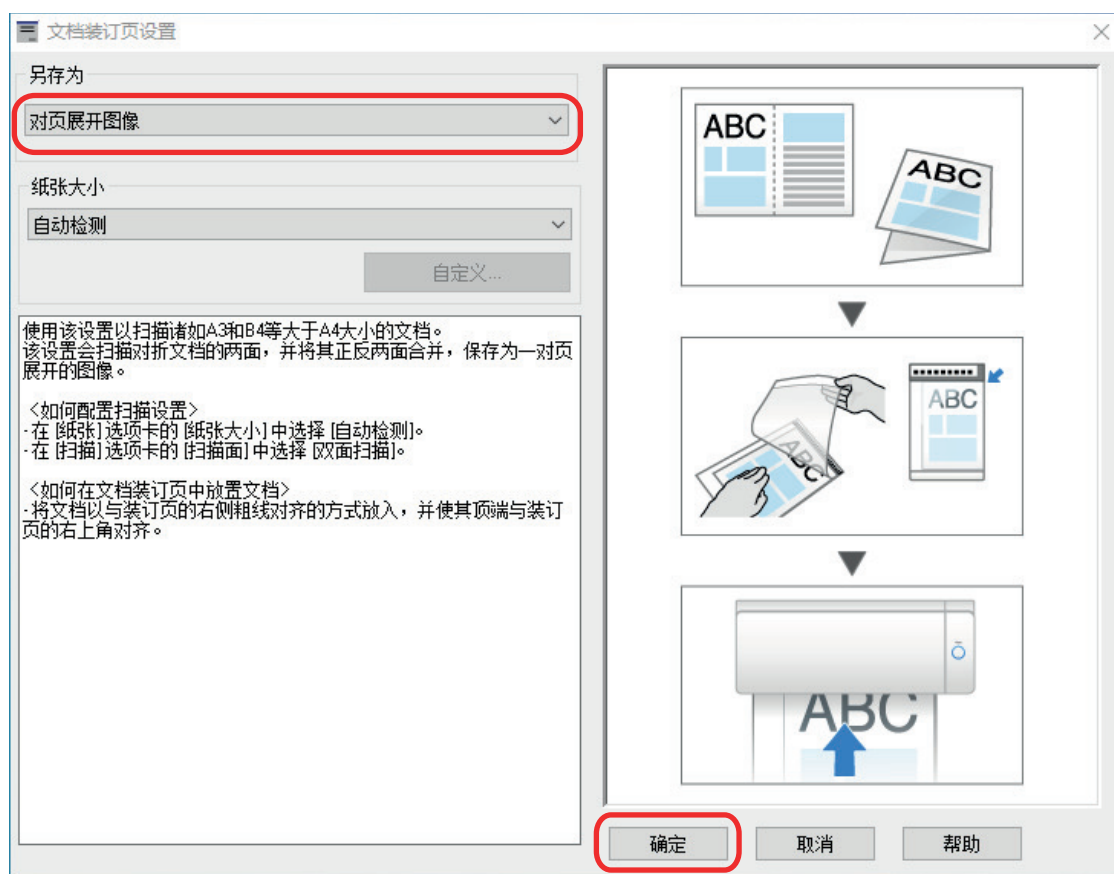 文档装订页设置
另存为
对页展开图像
纸张大小
自动检测
自定义...
使用该设置以扫描诸如A3和B4等大于A4大小的文档。
该设置会扫描对折文档的两面，并将其正反两面合并，保存为一对页
展开的图像。
〈如何配置扫描设置〉
·在 [纸张] 选项卡的 [纸张大小] 中选择 [自动检测]。
·在 [扫描] 选项卡的 [扫描面] 中选择 [双面扫描]。
〈如何在文档装订页中放置文档〉
·将文档以与装订页的右侧粗线对齐的方式放入，并使其顶端与装订
页的右上角对齐。
ABC
ABC
ABC
ABC
ABC
确定
取消
帮助